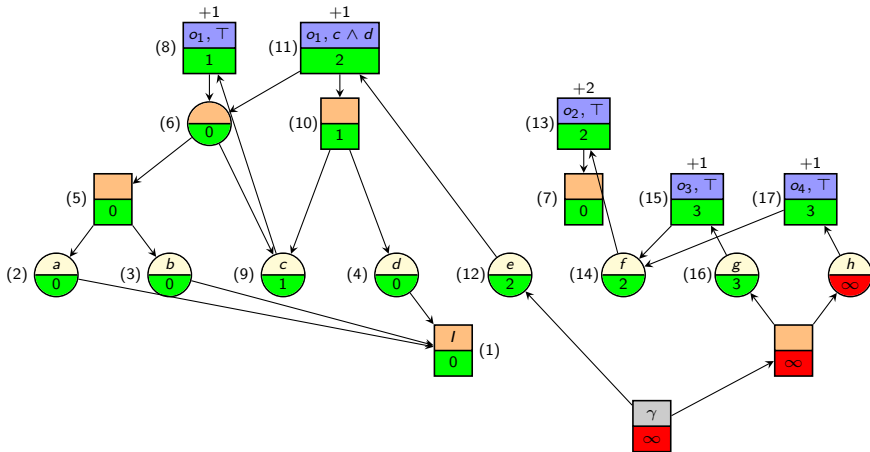 +1 +1
(8) o₁, ⊤ (11) o₁, c ∧ d
1 2
+2
(6) 0 (10) 1 (13) o₂, ⊤
2
+1 +1
(5) 0 (7) 0 (15) o₃, ⊤ (17) o₄, ⊤
3 3
(2) a (3) b (9) c (4) d (12) e (14) f (16) g h
0 0 1 0 2 2 3 ∞
I (1)
0 ∞
γ
∞